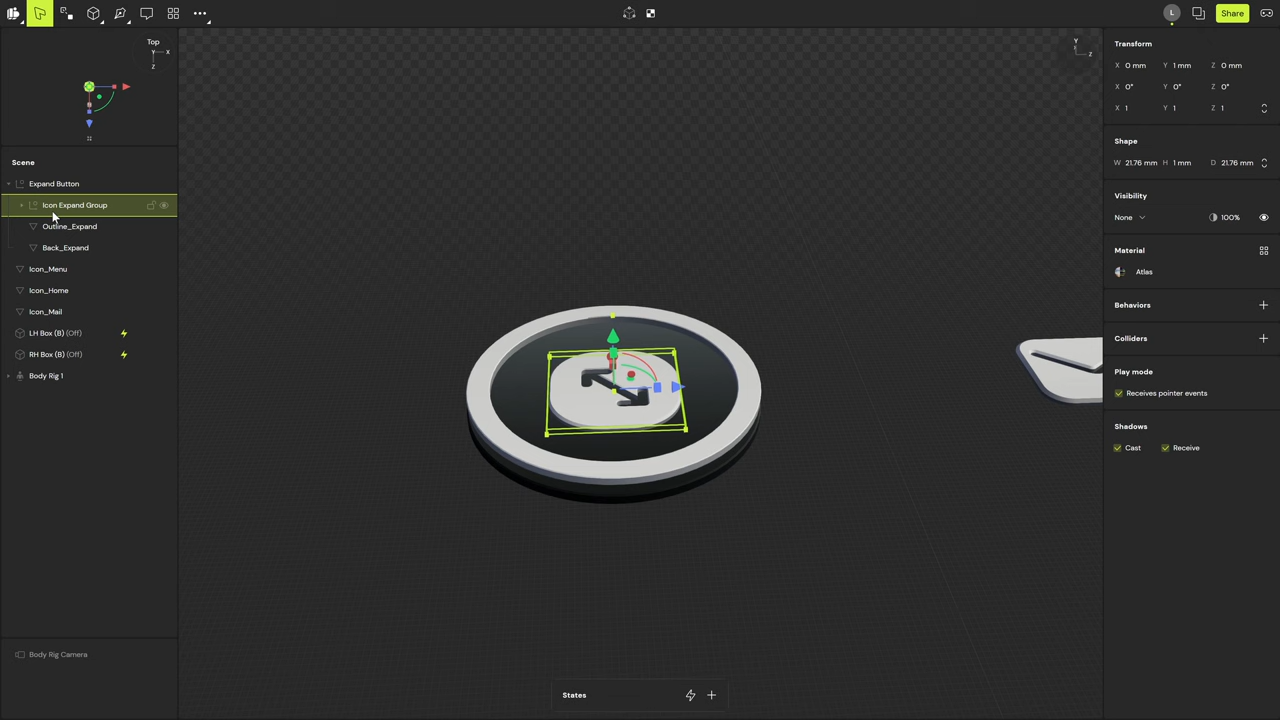 L
Share
Top
Y X
Z
Y
Z
Scene
Expand Button
Icon Expand Group
Outline_Expand
Back_Expand
Icon_Menu
Icon_Home
Icon_Mail
LH Box (B) (Off)
RH Box (B) (Off)
Body Rig 1
Body Rig Camera
States
Transform
X 0 mm Y 1 mm Z 0 mm
X 0° Y 0° Z 0°
X 1 Y 1 Z 1
Shape
W 21.76 mm H 1 mm D 21.76 mm
Visibility
None 100%
Material
Atlas
Behaviors
Colliders
Play mode
Receives pointer events
Shadows
Cast Receive